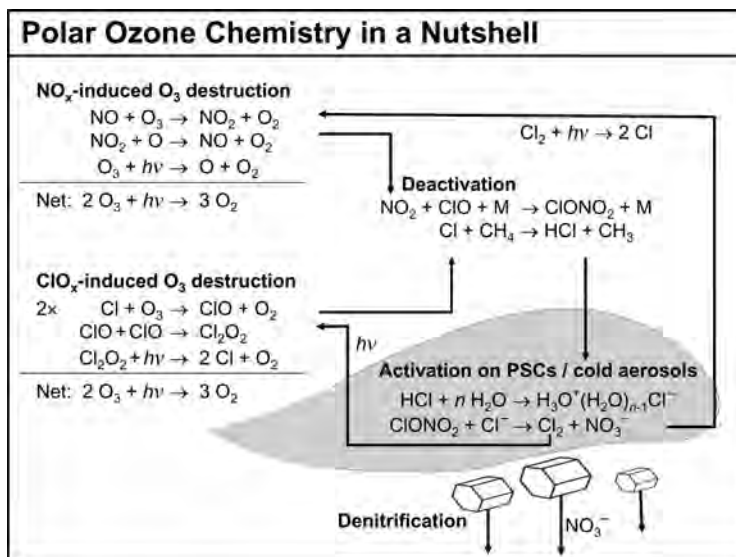 Polar Ozone Chemistry in a Nutshell
NOₓ-induced O₃ destruction
NO + O₃ → NO₂ + O₂
NO₂ + O → NO + O₂
O₃ + hν → O + O₂
Net: 2 O₃ + hν → 3 O₂
Cl₂ + hν → 2 Cl
Deactivation
NO₂ + ClO + M → ClONO₂ + M
Cl + CH₄ → HCl + CH₃
ClOₓ-induced O₃ destruction
2× Cl + O₃ → ClO + O₂
ClO + ClO → Cl₂O₂
Cl₂O₂ + hν → 2 Cl + O₂
Net: 2 O₃ + hν → 3 O₂
hν
Activation on PSCs / cold aerosols
HCl + n H₂O → H₃O⁺(H₂O)ₙ₋₁Cl⁻
ClONO₂ + Cl⁻ → Cl₂ + NO₃⁻
Denitrification
NO₃⁻